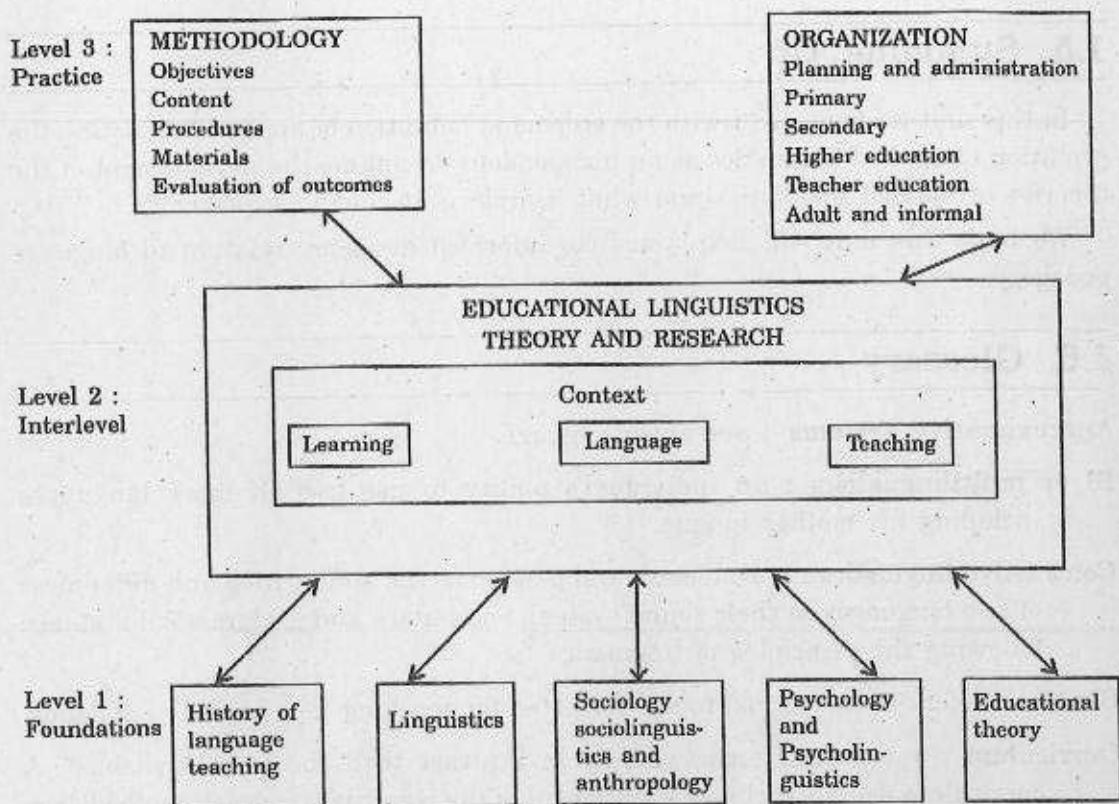 Level 3 :
Practice
METHODOLOGY
Objectives
Content
Procedures
Materials
Evaluation of outcomes
ORGANIZATION
Planning and administration
Primary
Secondary
Higher education
Teacher education
Adult and informal
EDUCATIONAL LINGUISTICS
THEORY AND RESEARCH
Level 2 :
Interlevel
Context
Learning
Language
Teaching
Level 1 :
Foundations
History of
language
teaching
Linguistics
Sociology
sociolinguis-
tics and
anthropology
Psychology
and
Psycholin-
guistics
Educational
theory